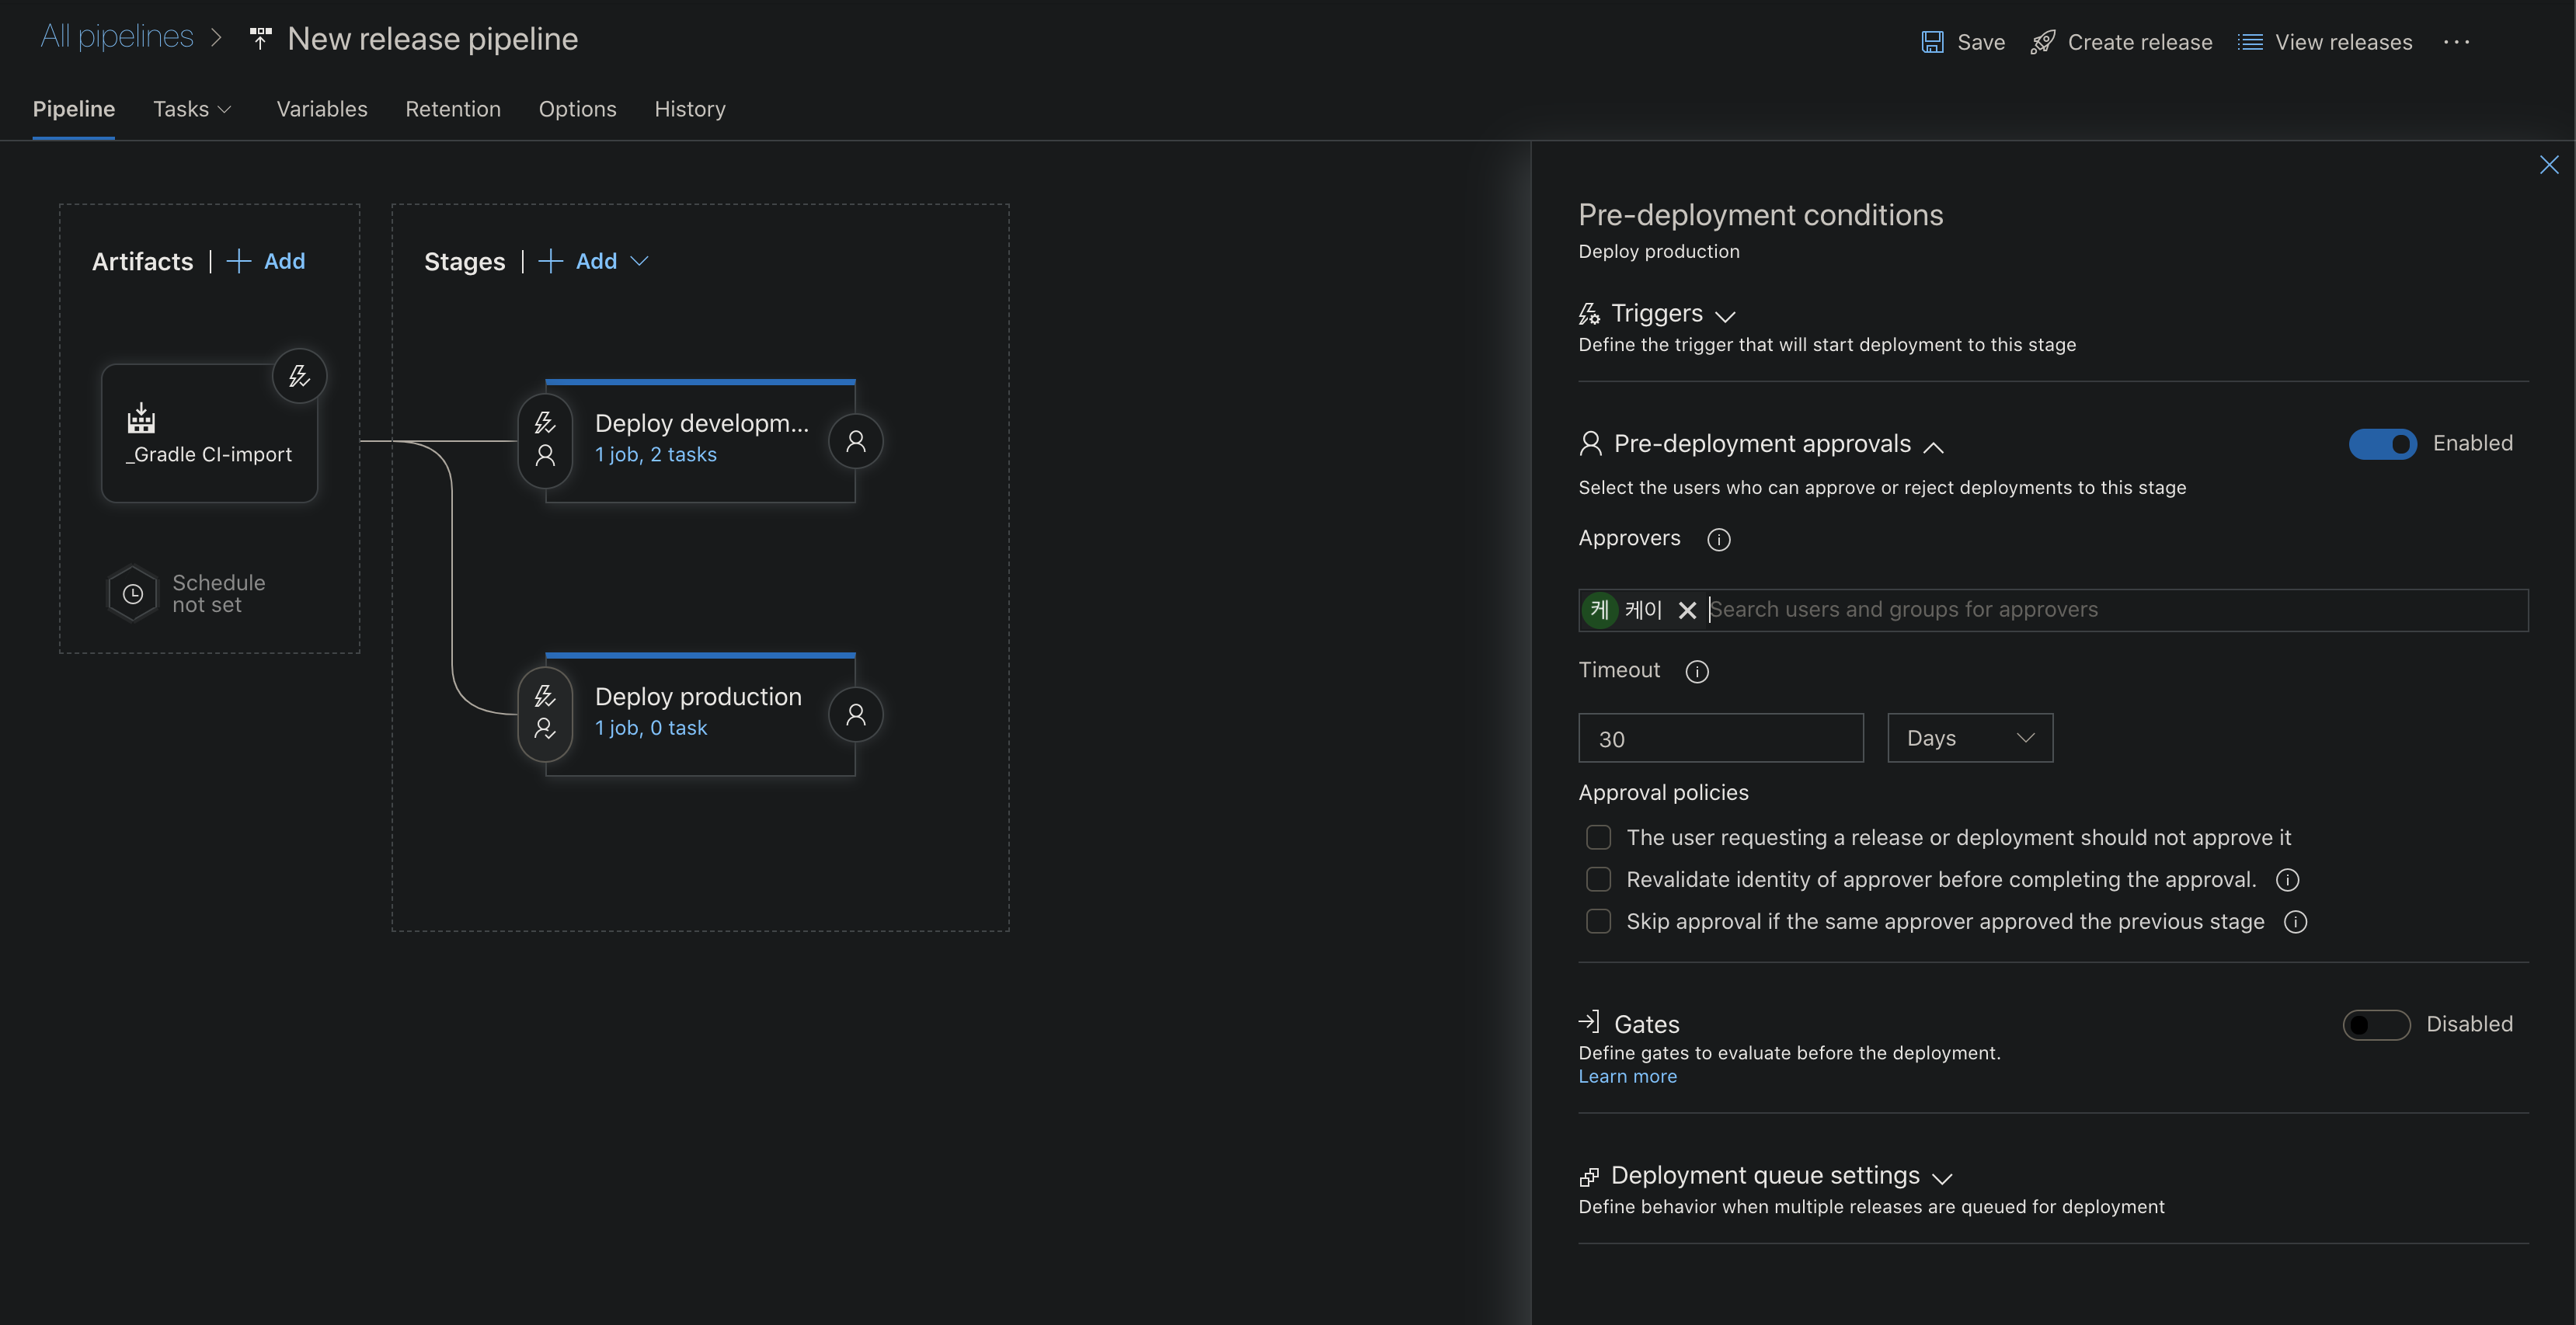 All pipelines
New release pipeline
Save
Create release
View releases
Pipeline
Tasks
Variables
Retention
Options
History
Artifacts
Add
_Gradle CI-import
Schedule
not set
Stages
Add
Deploy developm...
1 job, 2 tasks
Deploy production
1 job, 0 task
Pre-deployment conditions
Deploy production
Triggers
Define the trigger that will start deployment to this stage
Pre-deployment approvals
Enabled
Select the users who can approve or reject deployments to this stage
Approvers
케 케이 Search users and groups for approvers
Timeout
30
Days
Approval policies
The user requesting a release or deployment should not approve it
Revalidate identity of approver before completing the approval.
Skip approval if the same approver approved the previous stage
Gates
Disabled
Define gates to evaluate before the deployment.
Learn more
Deployment queue settings
Define behavior when multiple releases are queued for deployment